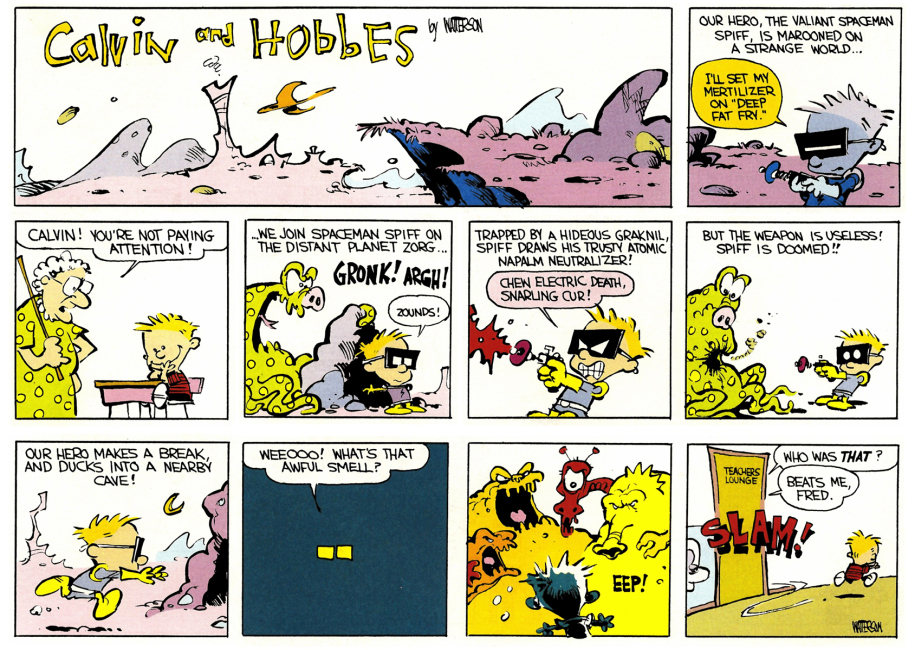 Calvin and Hobbes
by WATTERSON
OUR HERO, THE VALIANT SPACEMAN
SPIFF, IS MAROONED ON
A STRANGE WORLD...
I'LL SET MY
MERTILIZER
ON "DEEP
FAT FRY."
CALVIN! YOU'RE NOT PAYING
ATTENTION!
...WE JOIN SPACEMAN SPIFF ON
THE DISTANT PLANET ZORG...
GRONK! ARGH!
ZOUNDS!
TRAPPED BY A HIDEOUS GRAKNIL,
SPIFF DRAWS HIS TRUSTY ATOMIC
NAPALM NEUTRALIZER!
CHEW ELECTRIC DEATH,
SNARLING CUR!
BUT THE WEAPON IS USELESS!
SPIFF IS DOOMED!!
OUR HERO MAKES A BREAK,
AND DUCKS INTO A NEARBY
CAVE!
WEEOOO! WHAT'S THAT
AWFUL SMELL?
EEP!
TEACHERS
LOUNGE
WHO WAS THAT?
BEATS ME,
FRED.
SLAM!
WATTERSON